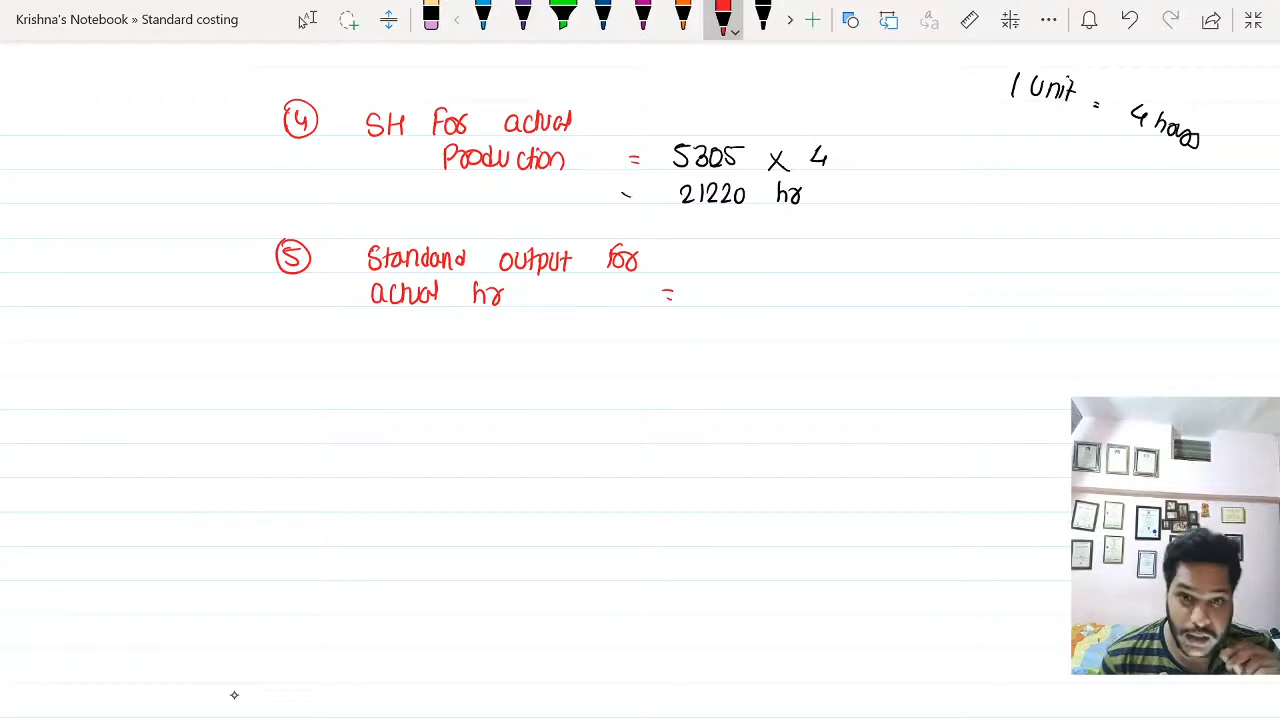 Krishna's Notebook » Standard costing
1 Unit = 4 hours
④ SH For actual
Production = 5305 x 4
= 21220 hr
⑤ Standard output for
actual hr =